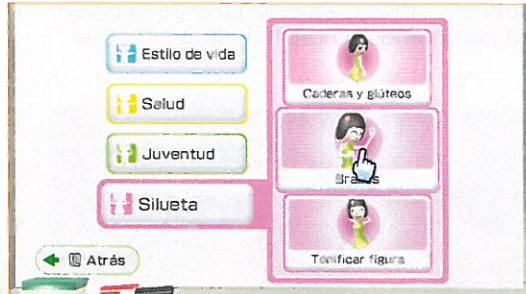 Estilo de vida
Salud
Juventud
Silueta
Atrás
Caderas y glúteos
Tonificar figura